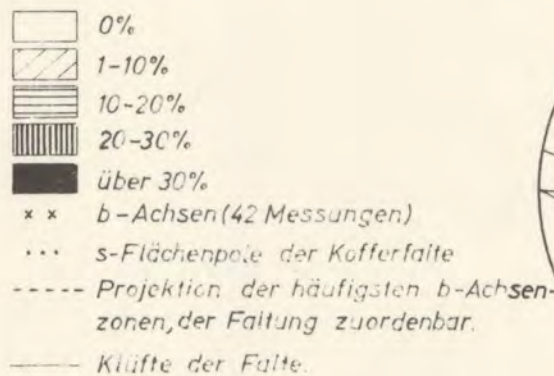 0%
1-10%
10-20%
20-30%
über 30%
b-Achsen (42 Messungen)
s-Flächenpole der Kofferfalte
Projektion der häufigsten b-Achsen-
zonen, der Faltung zuordenbar.
Klüfte der Falte.